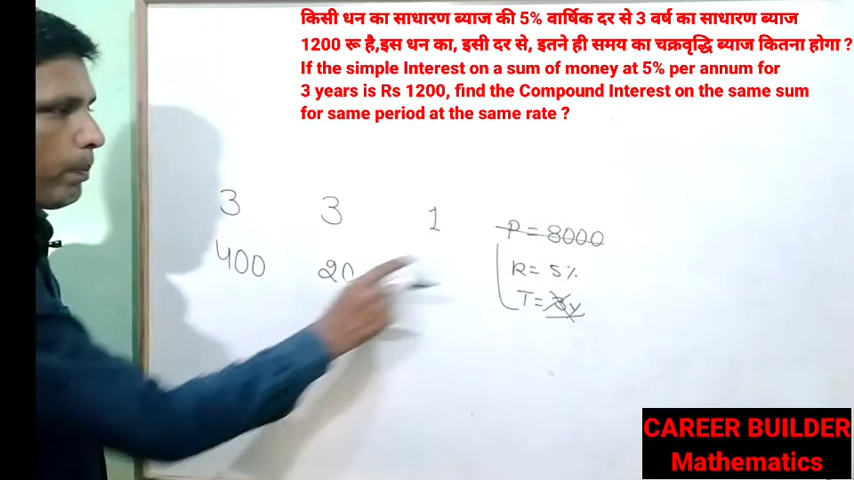 किसी धन का साधारण ब्याज की 5% वार्षिक दर से 3 वर्ष का साधारण ब्याज
1200 रू है,इस धन का, इसी दर से, इतने ही समय का चक्रवृद्धि ब्याज कितना होगा ?
If the simple Interest on a sum of money at 5% per annum for
3 years is Rs 1200, find the Compound Interest on the same sum
for same period at the same rate ?
3 3 1
400 20
P = 8000
R = 5%
T = 3y
CAREER BUILDER
Mathematics